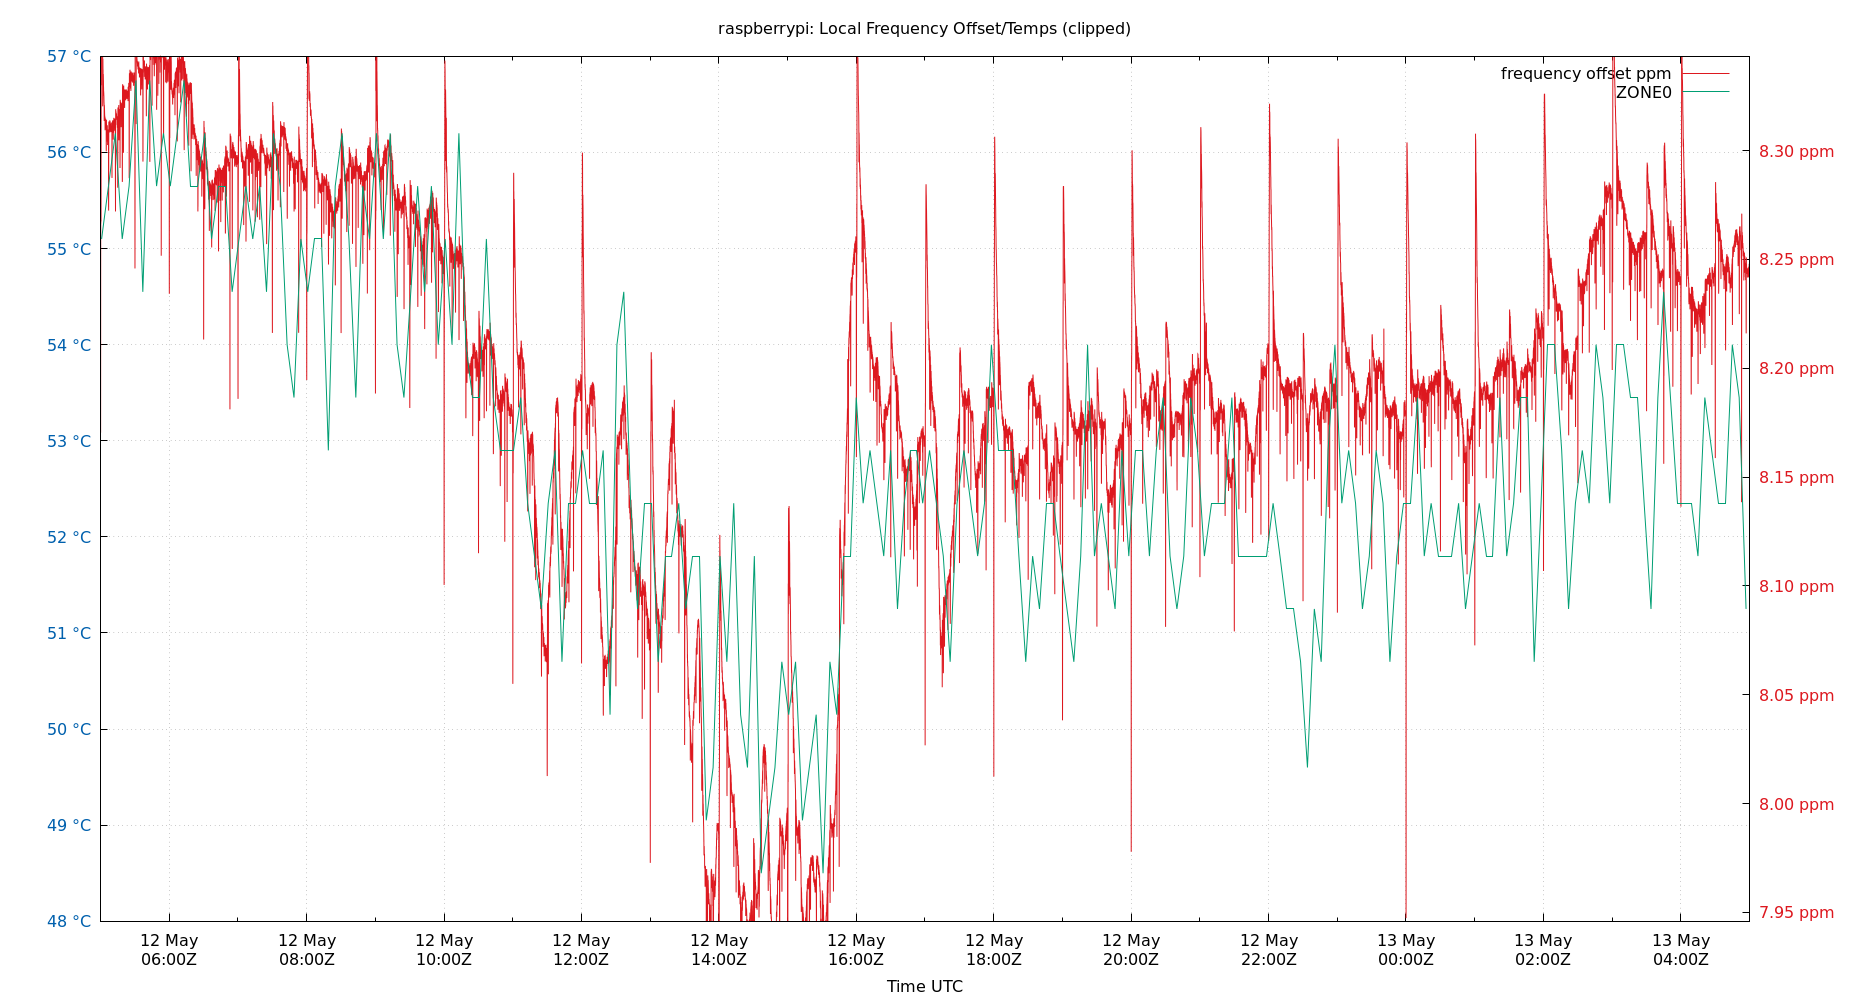 raspberrypi: Local Frequency Offset/Temps (clipped)
57 °C
56 °C
55 °C
54 °C
53 °C
52 °C
51 °C
50 °C
49 °C
48 °C
frequency offset ppm
ZONE0
8.30 ppm
8.25 ppm
8.20 ppm
8.15 ppm
8.10 ppm
8.05 ppm
8.00 ppm
7.95 ppm
12 May 12 May 12 May 12 May 12 May 12 May 12 May 12 May 12 May 13 May 13 May 13 May
06:00Z 08:00Z 10:00Z 12:00Z 14:00Z 16:00Z 18:00Z 20:00Z 22:00Z 00:00Z 02:00Z 04:00Z
Time UTC